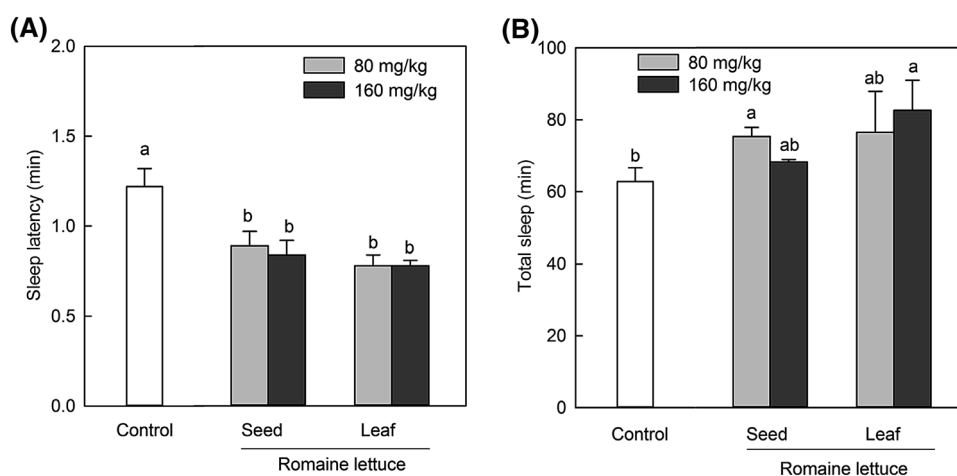 (A)
2.0
1.5
1.0
0.5
0.0
Sleep latency (min)
80 mg/kg
160 mg/kg
a
b
b
b
b
Control
Seed
Leaf
Romaine lettuce
(B)
100
80
60
40
20
0
Total sleep (min)
80 mg/kg
160 mg/kg
b
a
ab
ab
a
Control
Seed
Leaf
Romaine lettuce